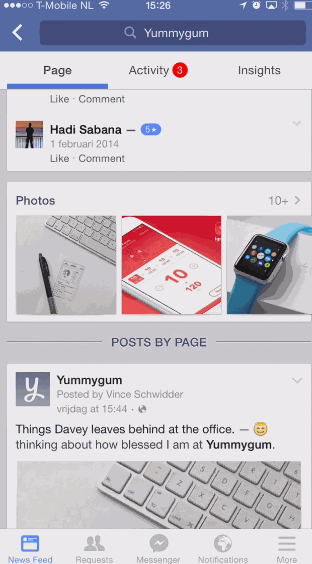 T-Mobile NL 15:26
Yummygum
Page Activity 3 Insights
Like · Comment
Hadi Sabana — 5★
1 februari 2014
Like · Comment
Photos 10+
10
120
POSTS BY PAGE
Yummygum
Posted by Vince Schwidder
vrijdag at 15:44 ·
Things Davey leaves behind at the office. — 😄
thinking about how blessed I am at Yummygum.
News Feed Requests Messenger Notifications More